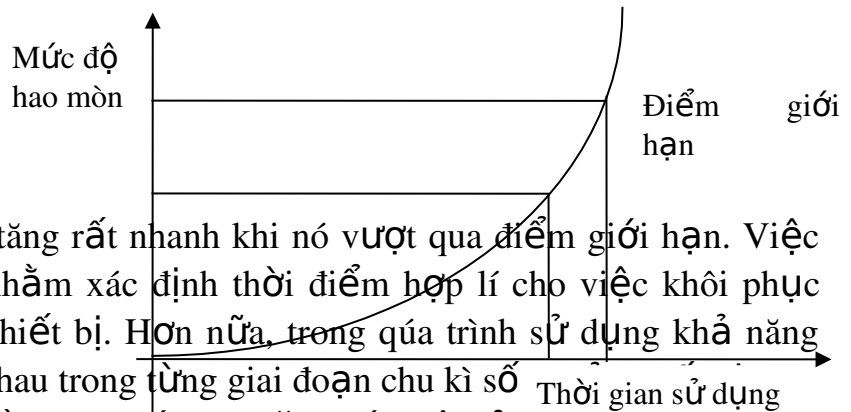 Mức độ
hao mòn
Điểm giới
hạn
tăng rất nhanh khi nó vượt qua điểm giới hạn. Việc
nhằm xác định thời điểm hợp lí cho việc khôi phục
thiết bị. Hơn nữa, trong qúa trình sử dụng khả năng
hau trong từng giai đoạn chu kì số
Thời gian sử dụng